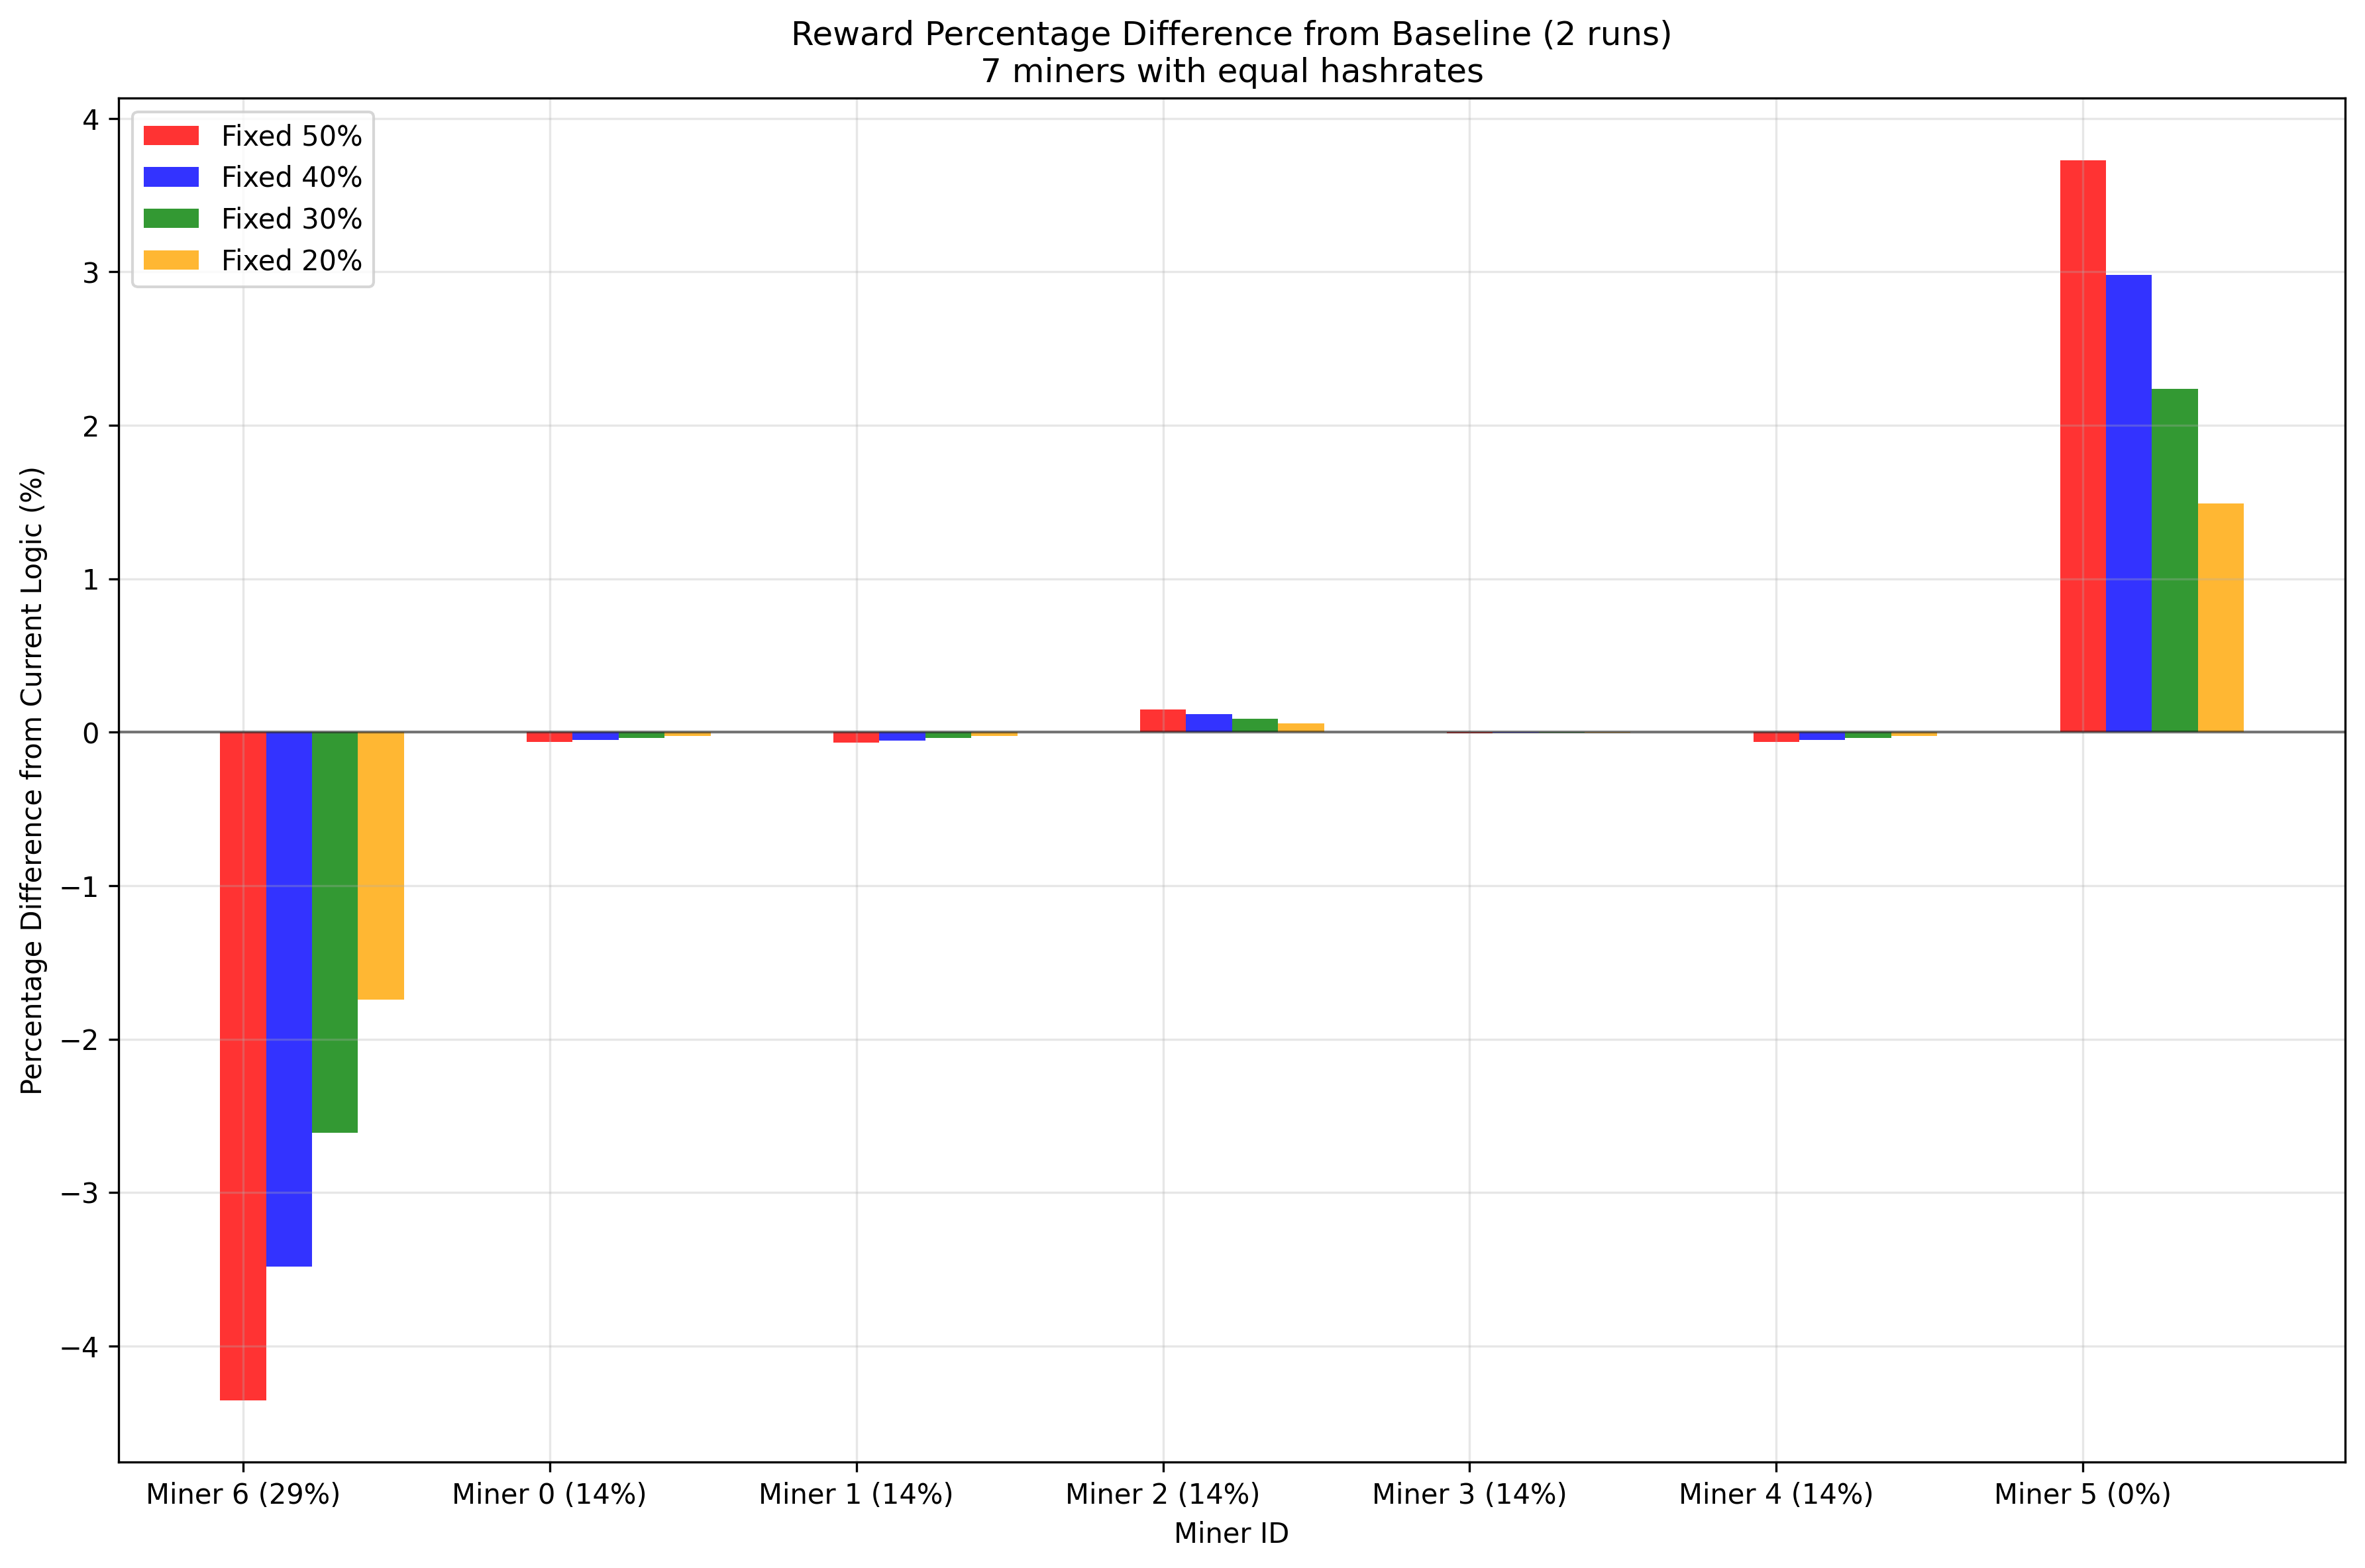 Reward Percentage Difference from Baseline (2 runs)
7 miners with equal hashrates
Fixed 50%
Fixed 40%
Fixed 30%
Fixed 20%
Percentage Difference from Current Logic (%)
4
3
2
1
0
−1
−2
−3
−4
Miner 6 (29%)
Miner 0 (14%)
Miner 1 (14%)
Miner 2 (14%)
Miner 3 (14%)
Miner 4 (14%)
Miner 5 (0%)
Miner ID